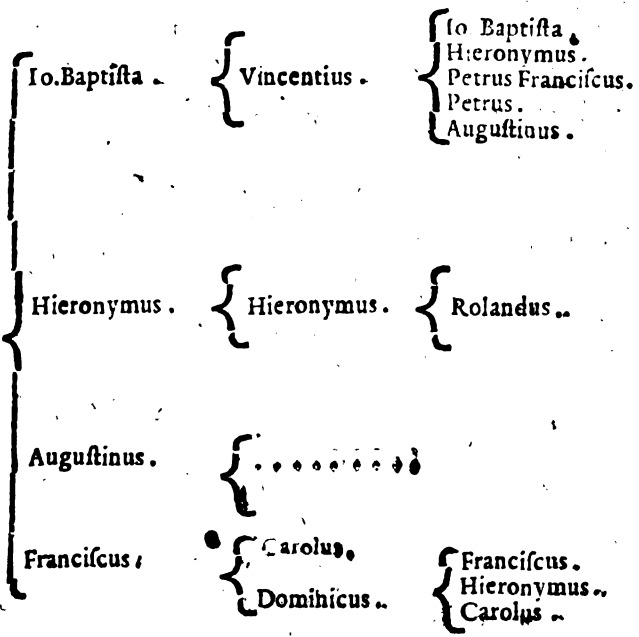 Io Baptiſta.
Hieronymus.
Io. Baptiſta. Vincentius. Petrus Franciſcus.
Petrus.
Auguſtinus.
Hieronymus. Hieronymus. Rolandus..
Auguſtinus. ..........
Carolus,
Franciſcus: Franciſcus.
Hieronymus..
Domihicus.. Carolus..